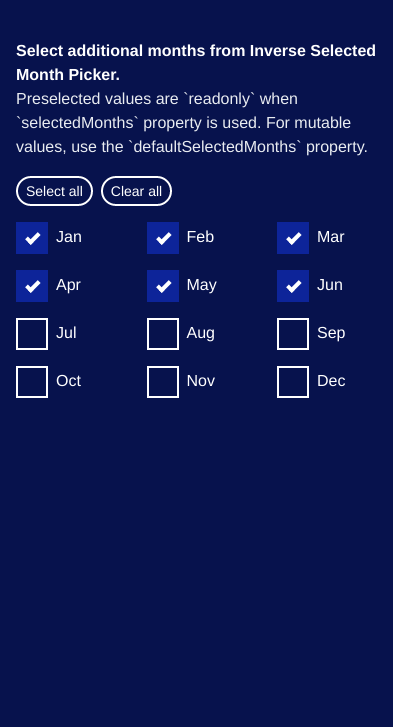 Select additional months from Inverse Selected
Month Picker.
Preselected values are `readonly` when
`selectedMonths` property is used. For mutable
values, use the `defaultSelectedMonths` property.
Select all Clear all
Jan Feb Mar
Apr May Jun
Jul Aug Sep
Oct Nov Dec